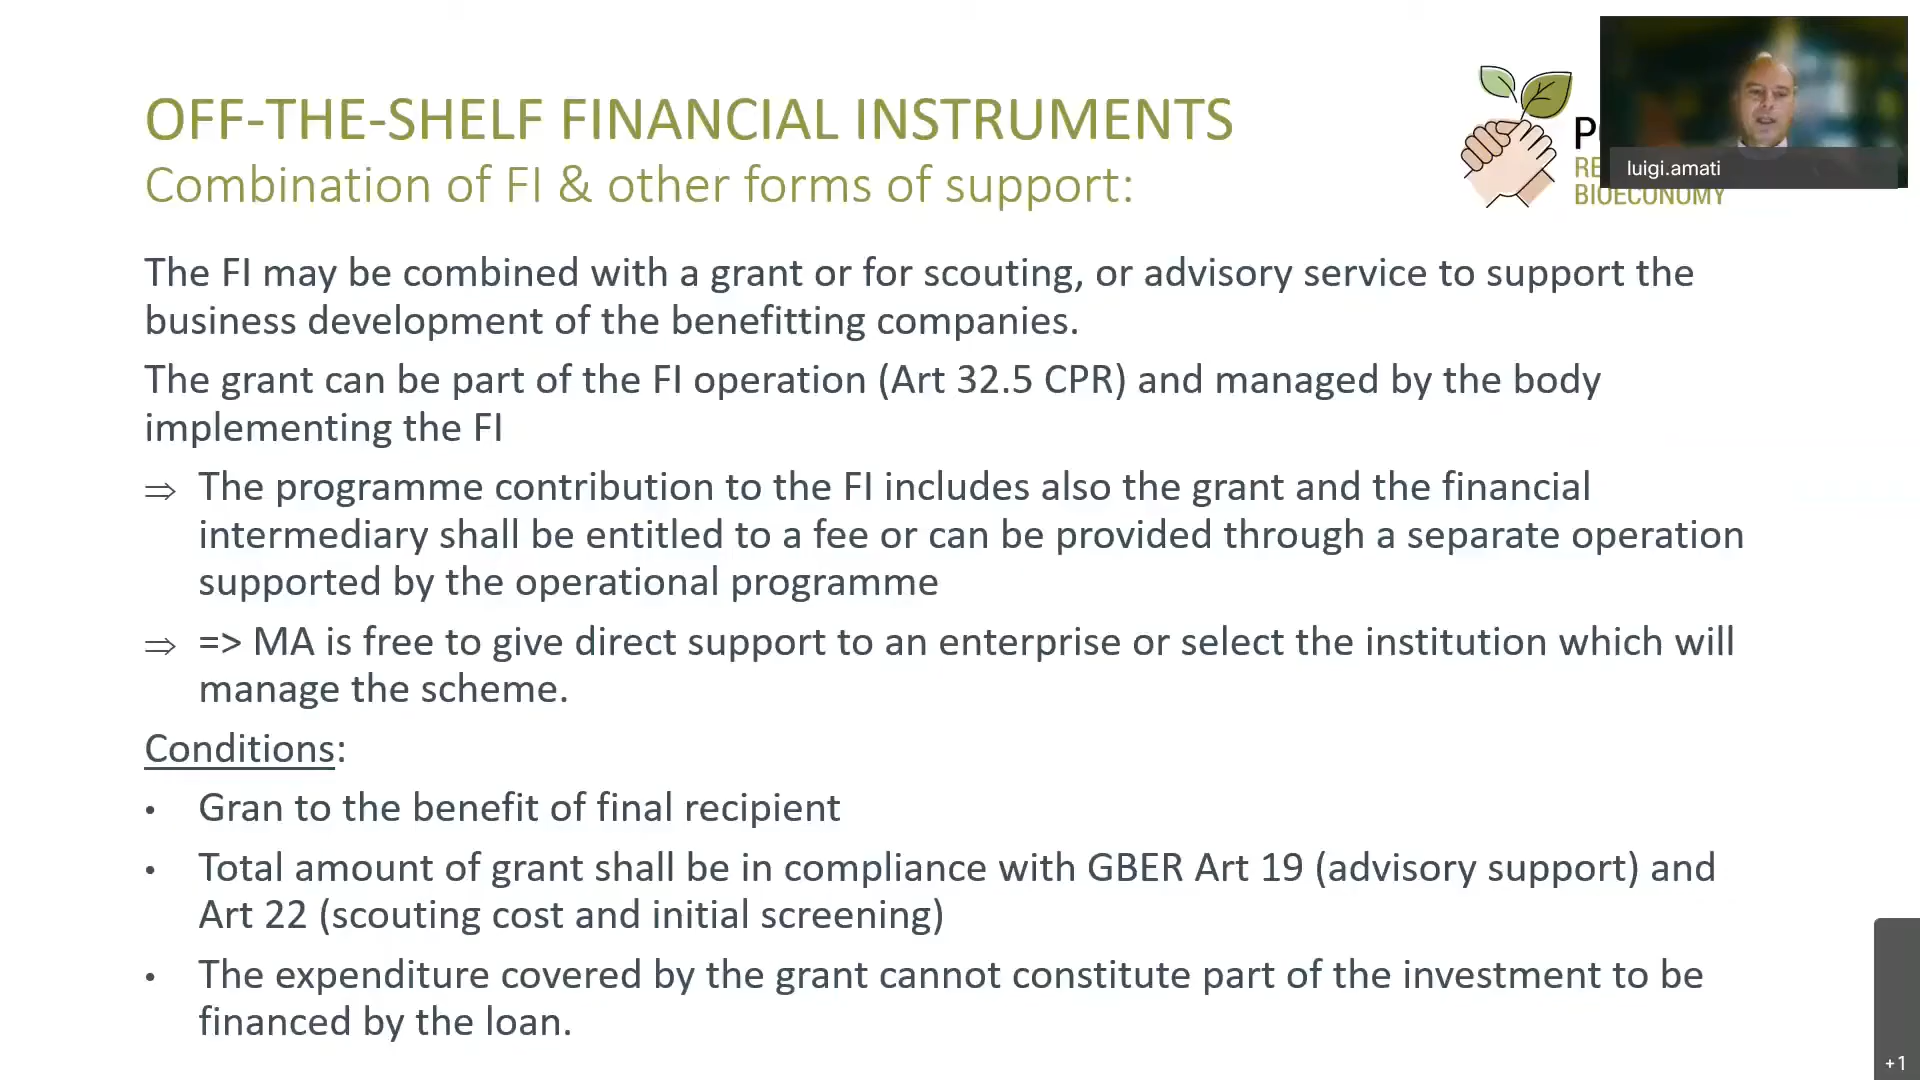 OFF-THE-SHELF FINANCIAL INSTRUMENTS
Combination of FI & other forms of support:
luigi.amati
BIOECONOMY
The FI may be combined with a grant or for scouting, or advisory service to support the
business development of the benefitting companies.
The grant can be part of the FI operation (Art 32.5 CPR) and managed by the body
implementing the FI
⇒ The programme contribution to the FI includes also the grant and the financial
intermediary shall be entitled to a fee or can be provided through a separate operation
supported by the operational programme
⇒ => MA is free to give direct support to an enterprise or select the institution which will
manage the scheme.
Conditions:
• Gran to the benefit of final recipient
• Total amount of grant shall be in compliance with GBER Art 19 (advisory support) and
Art 22 (scouting cost and initial screening)
• The expenditure covered by the grant cannot constitute part of the investment to be
financed by the loan.
+1